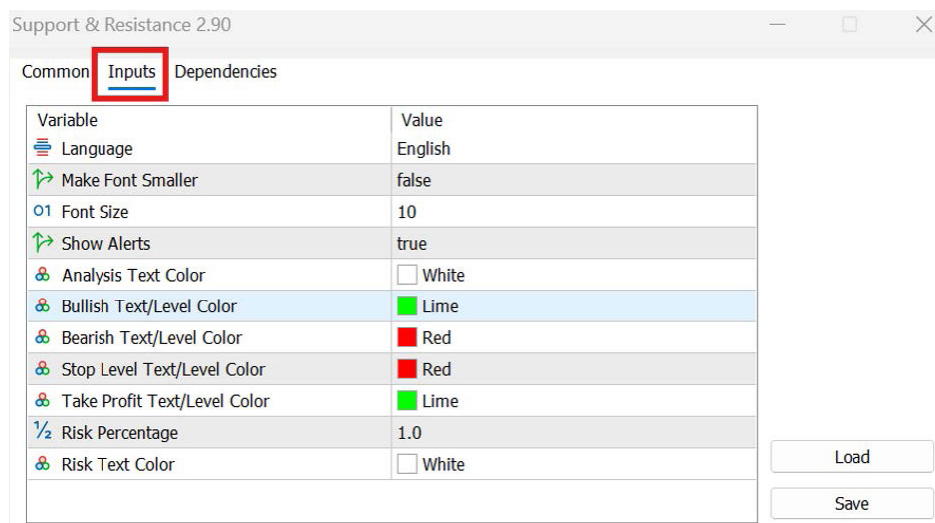 Support & Resistance 2.90
Common Inputs Dependencies
Variable Value
Language English
Make Font Smaller false
01 Font Size 10
Show Alerts true
Analysis Text Color White
Bullish Text/Level Color Lime
Bearish Text/Level Color Red
Stop Level Text/Level Color Red
Take Profit Text/Level Color Lime
½ Risk Percentage 1.0
Risk Text Color White
Load
Save